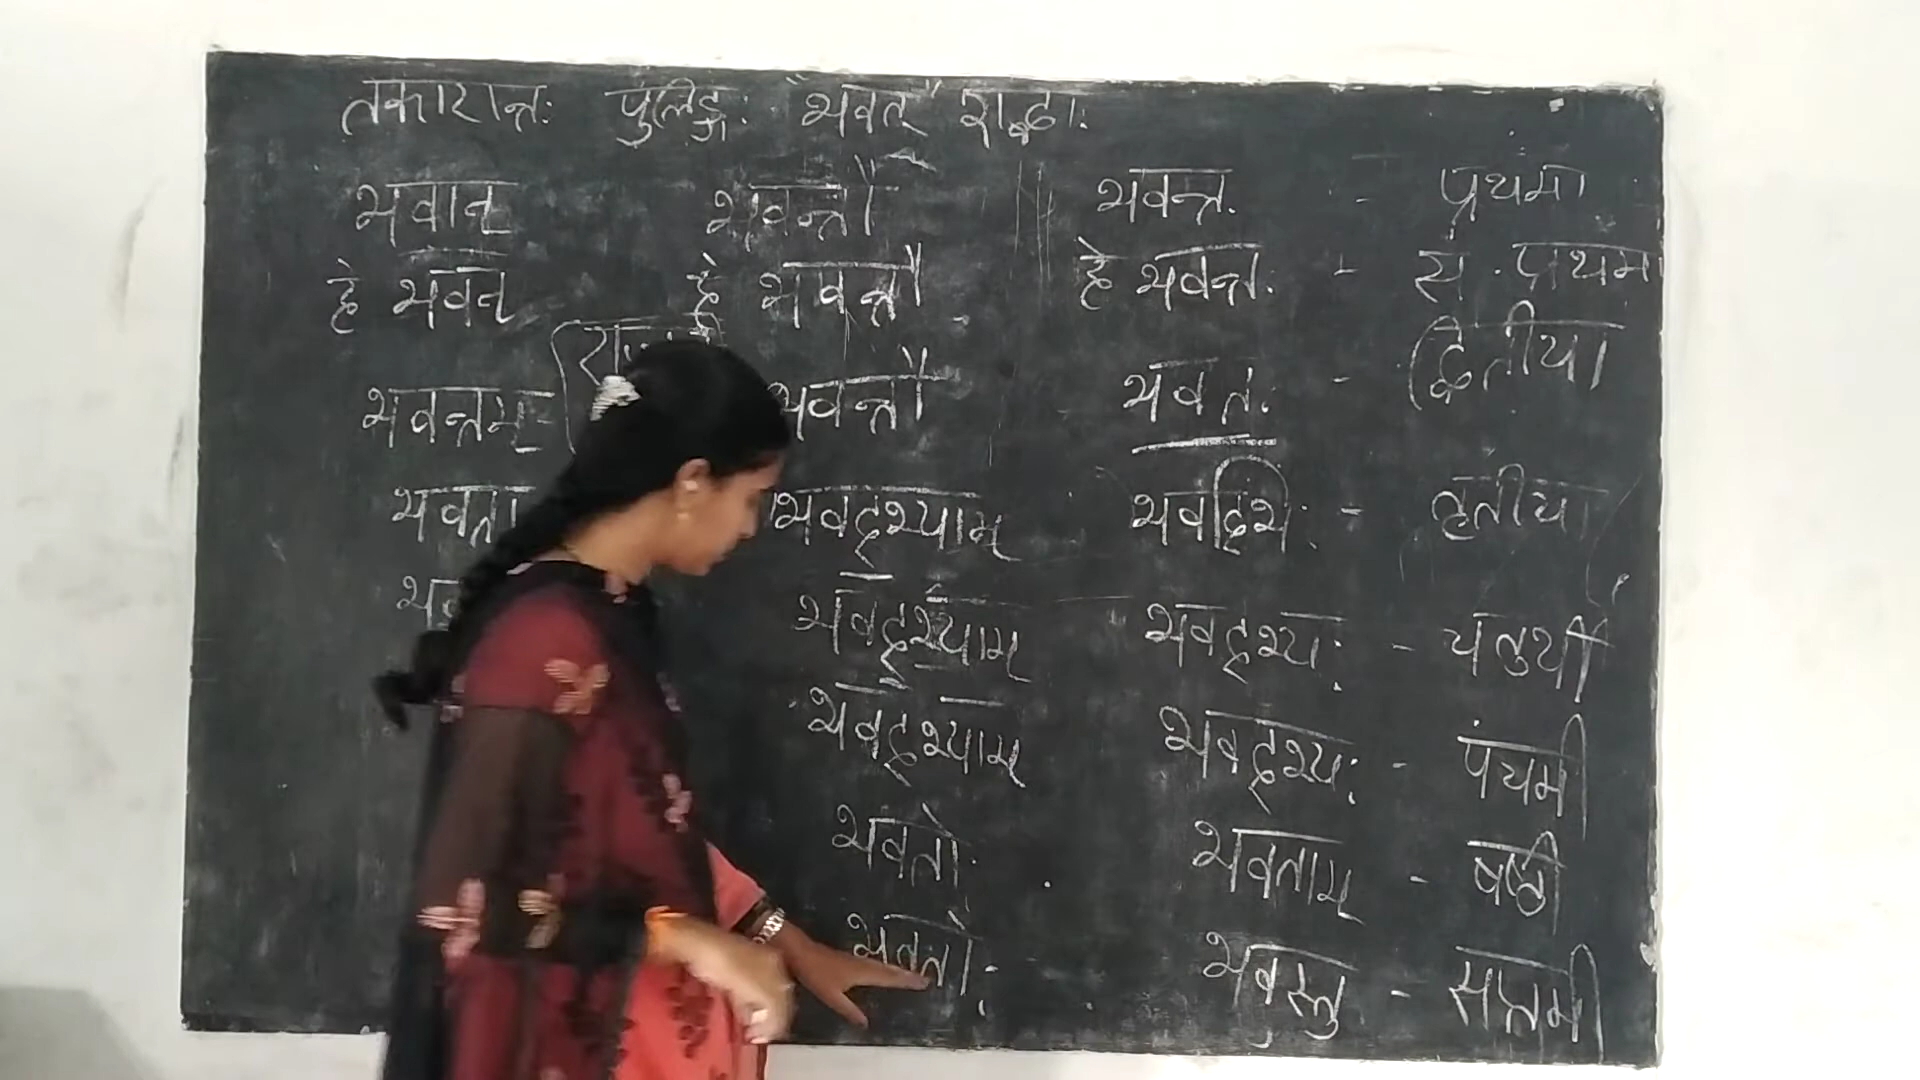 तकारान्तः पुंलिङ्गः "भवत्" शब्दः
भवान् भवन्तौ भवन्तः - प्रथमा
हे भवन् हे भवन्तौ हे भवन्तः - सं. प्रथमा
भवन्तम् भवन्तौ भवतः - द्वितीया
भवता भवद्भ्याम् भवद्भिः - तृतीया
भवद्भ्याम् भवद्भ्यः - चतुर्थी
भवद्भ्याम् भवद्भ्यः - पंचमी
भवतोः भवताम् - षष्ठी
भवतोः भवत्सु - सप्तमी